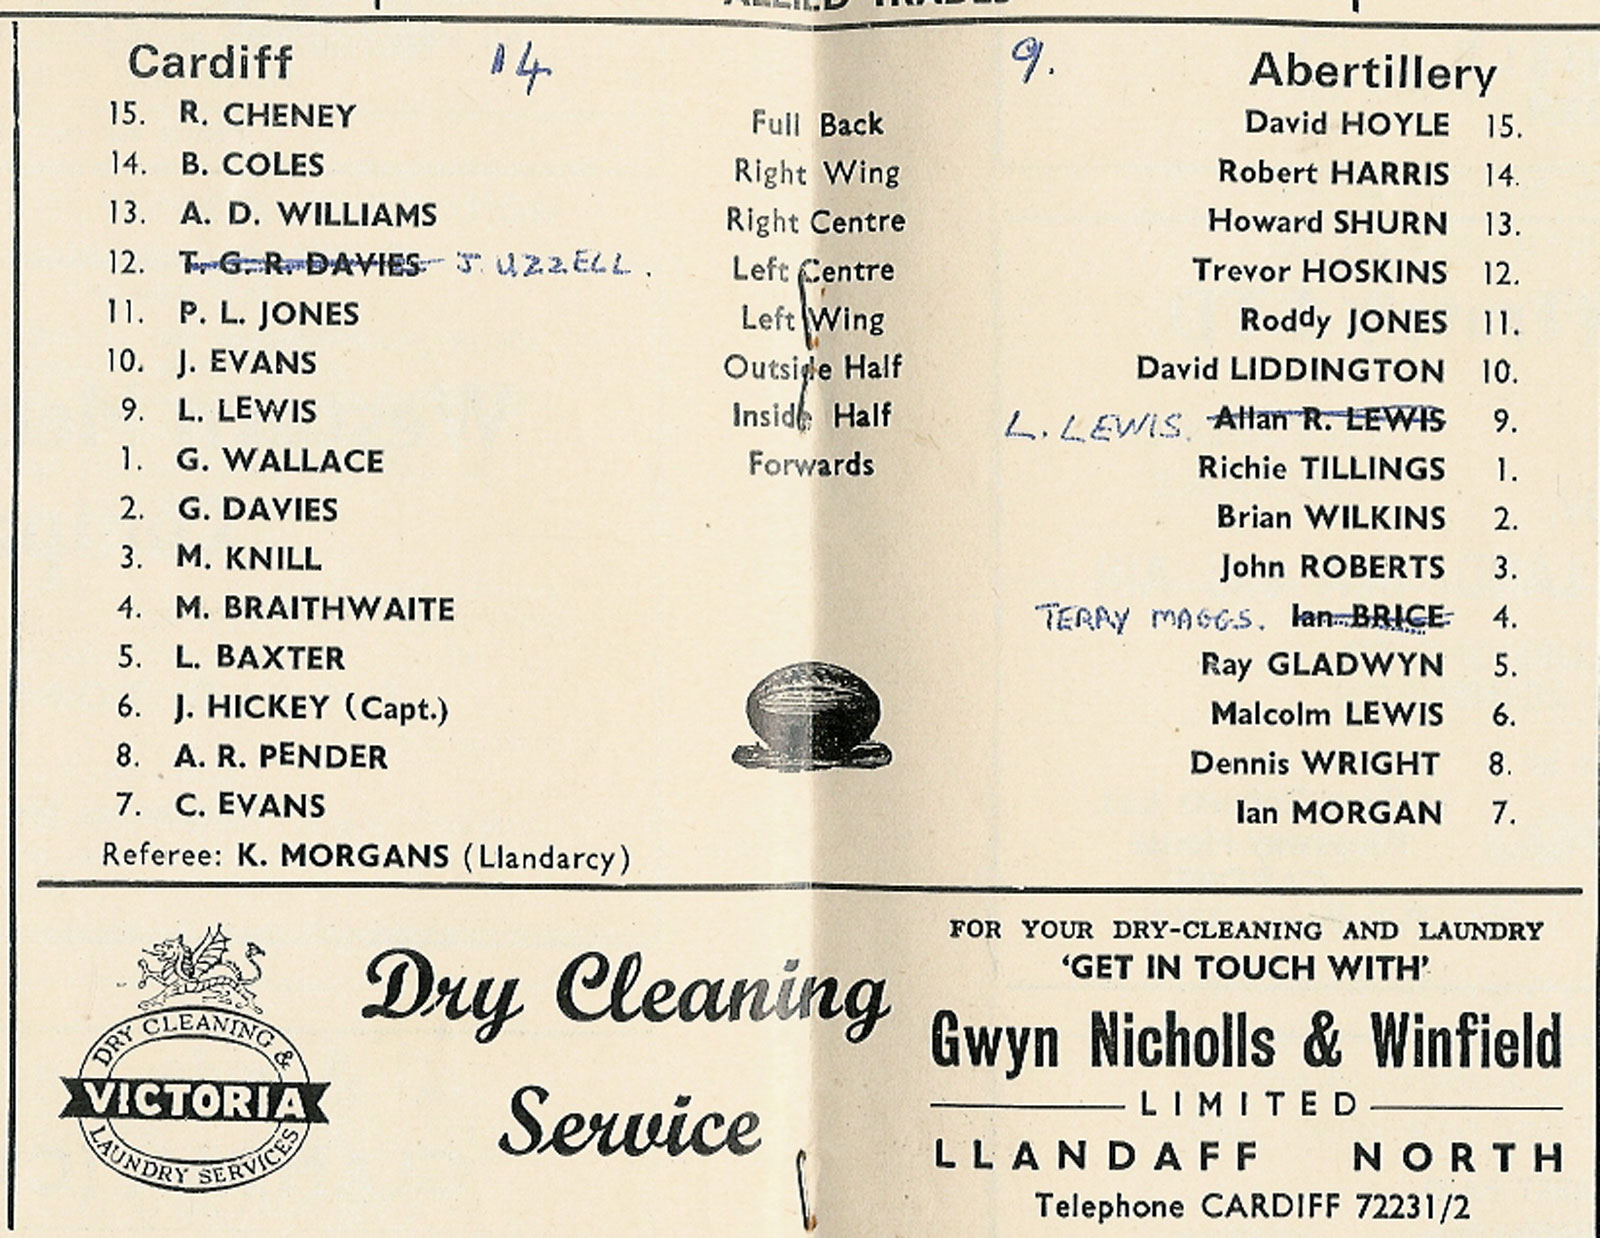 ALLIED TRADES
Cardiff 14 9. Abertillery
15. R. CHENEY Full Back David HOYLE 15.
14. B. COLES Right Wing Robert HARRIS 14.
13. A. D. WILLIAMS Right Centre Howard SHURN 13.
12. T. G. R. DAVIES J. UZZELL. Left Centre Trevor HOSKINS 12.
11. P. L. JONES Left Wing Roddy JONES 11.
10. J. EVANS Outside Half David LIDDINGTON 10.
9. L. LEWIS Inside Half L. LEWIS. Allan R. LEWIS 9.
1. G. WALLACE Forwards Richie TILLINGS 1.
2. G. DAVIES Brian WILKINS 2.
3. M. KNILL John ROBERTS 3.
4. M. BRAITHWAITE TERRY MAGGS. Ian BRICE 4.
5. L. BAXTER Ray GLADWYN 5.
6. J. HICKEY (Capt.) Malcolm LEWIS 6.
8. A. R. PENDER Dennis WRIGHT 8.
7. C. EVANS Ian MORGAN 7.
Referee: K. MORGANS (Llandarcy)
DRY CLEANING &
VICTORIA
LAUNDRY SERVICES
Dry Cleaning
Service
FOR YOUR DRY-CLEANING AND LAUNDRY
‘GET IN TOUCH WITH’
Gwyn Nicholls & Winfield
LIMITED
LLANDAFF NORTH
Telephone CARDIFF 72231/2